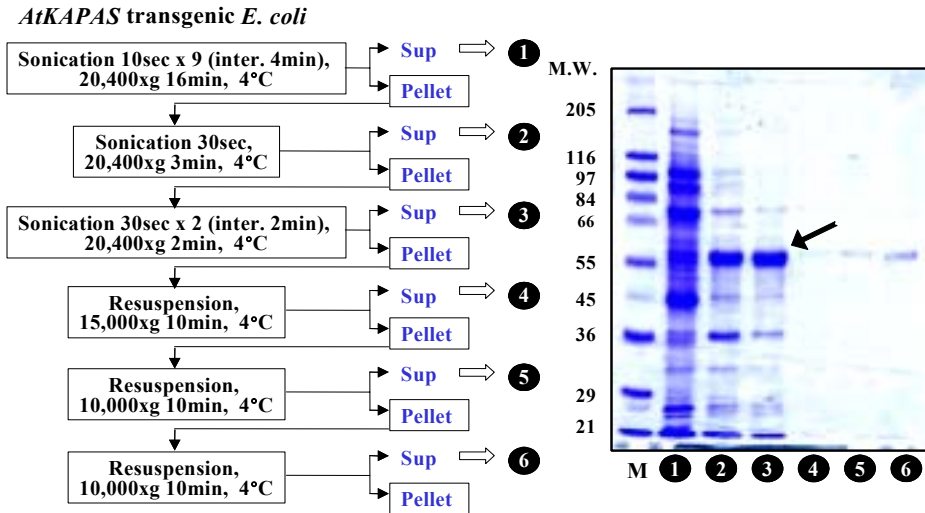 AtKAPAS transgenic E. coli
Sonication 10sec x 9 (inter. 4min),
20,400xg 16min, 4°C
Sup
1
Pellet
Sonication 30sec,
20,400xg 3min, 4°C
Sup
2
Pellet
Sonication 30sec x 2 (inter. 2min),
20,400xg 2min, 4°C
Sup
3
Pellet
Resuspension,
15,000xg 10min, 4°C
Sup
4
Pellet
Resuspension,
10,000xg 10min, 4°C
Sup
5
Pellet
Resuspension,
10,000xg 10min, 4°C
Sup
6
Pellet
M.W.
205
116
97
84
66
55
45
36
29
21
M 1 2 3 4 5 6